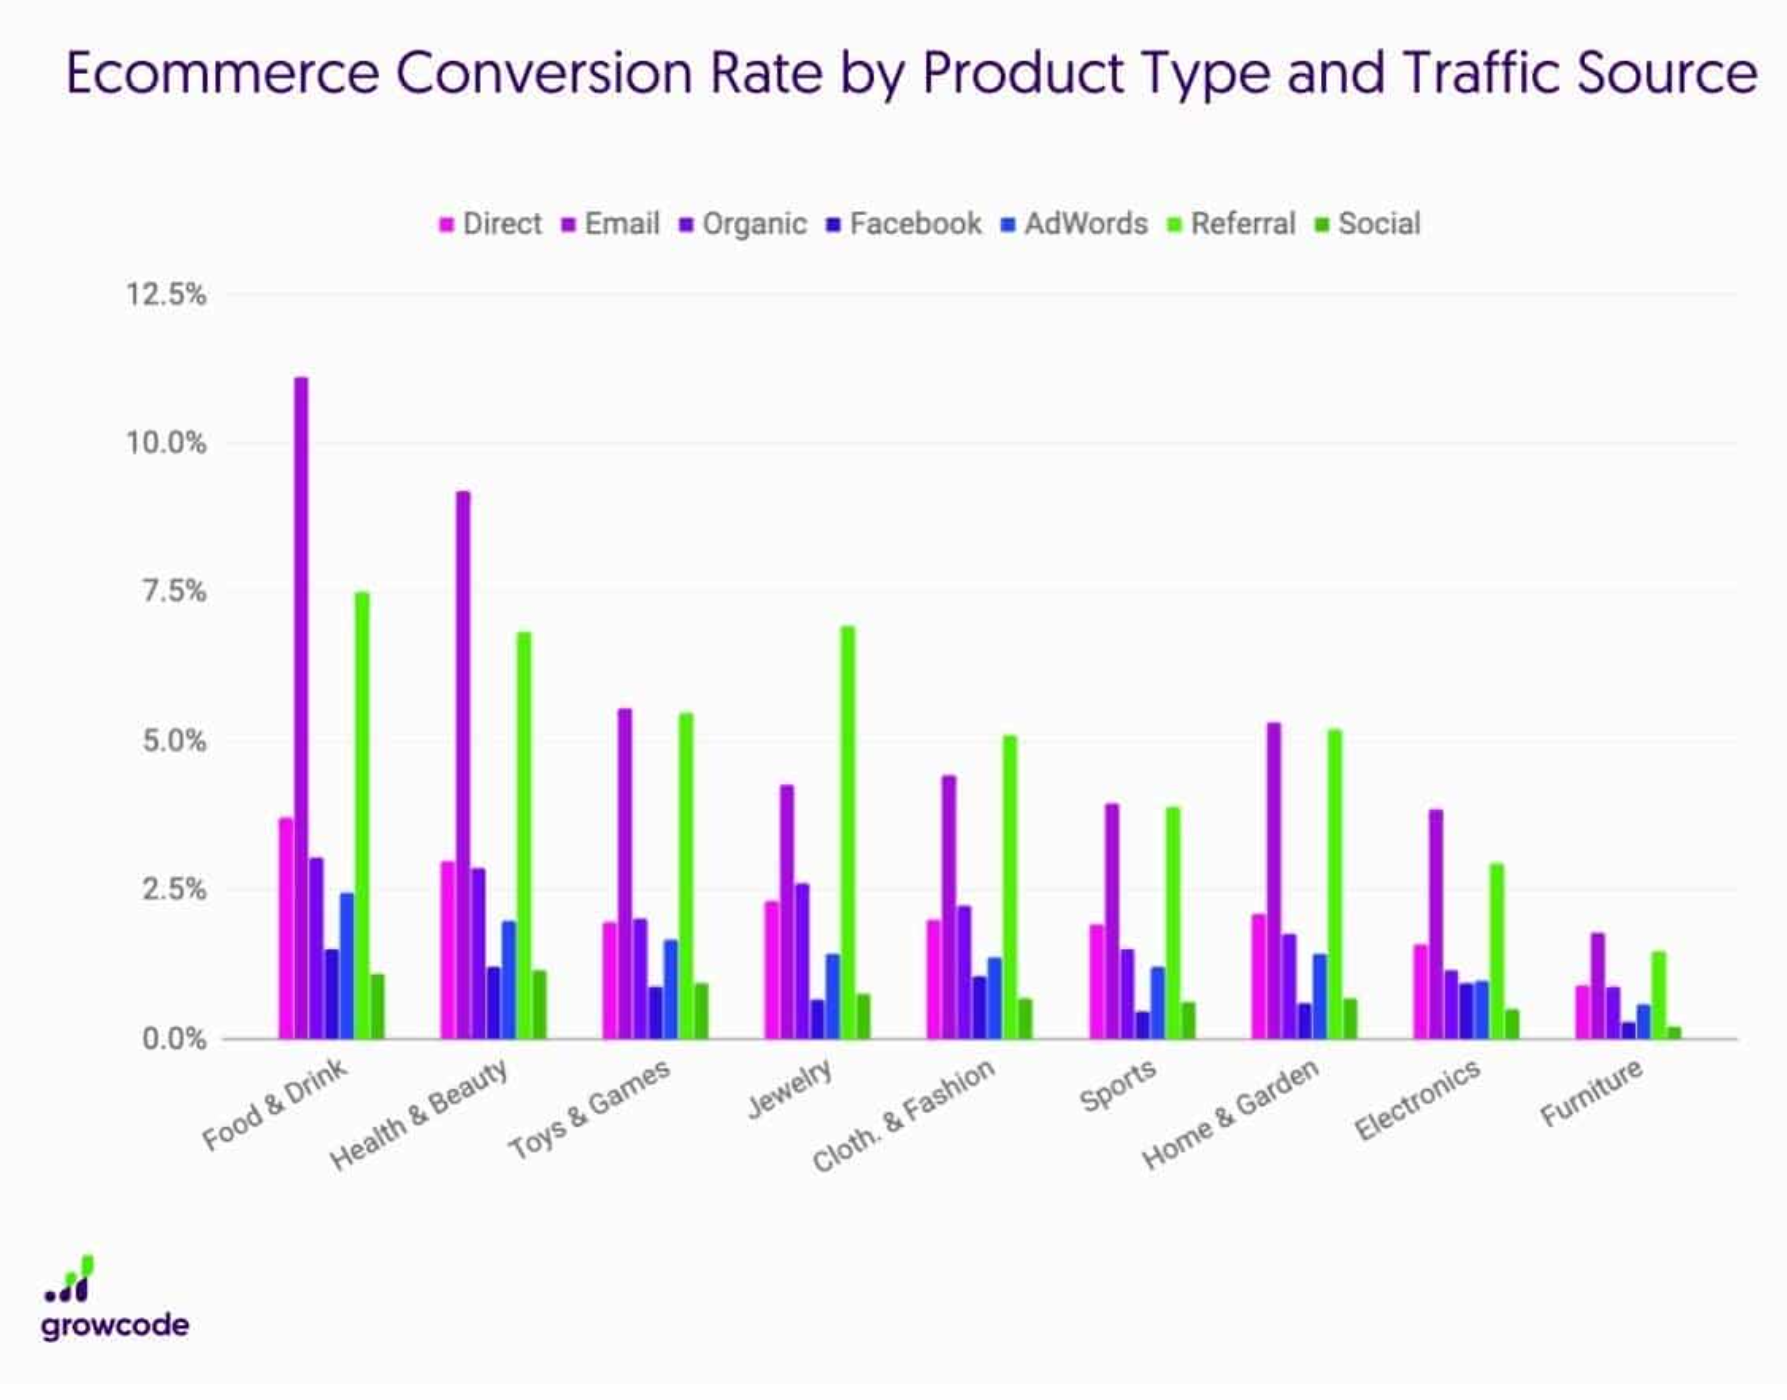 Ecommerce Conversion Rate by Product Type and Traffic Source
Direct Email Organic Facebook AdWords Referral Social
12.5%
10.0%
7.5%
5.0%
2.5%
0.0%
Food & Drink
Health & Beauty
Toys & Games
Jewelry
Cloth. & Fashion
Sports
Home & Garden
Electronics
Furniture
growcode